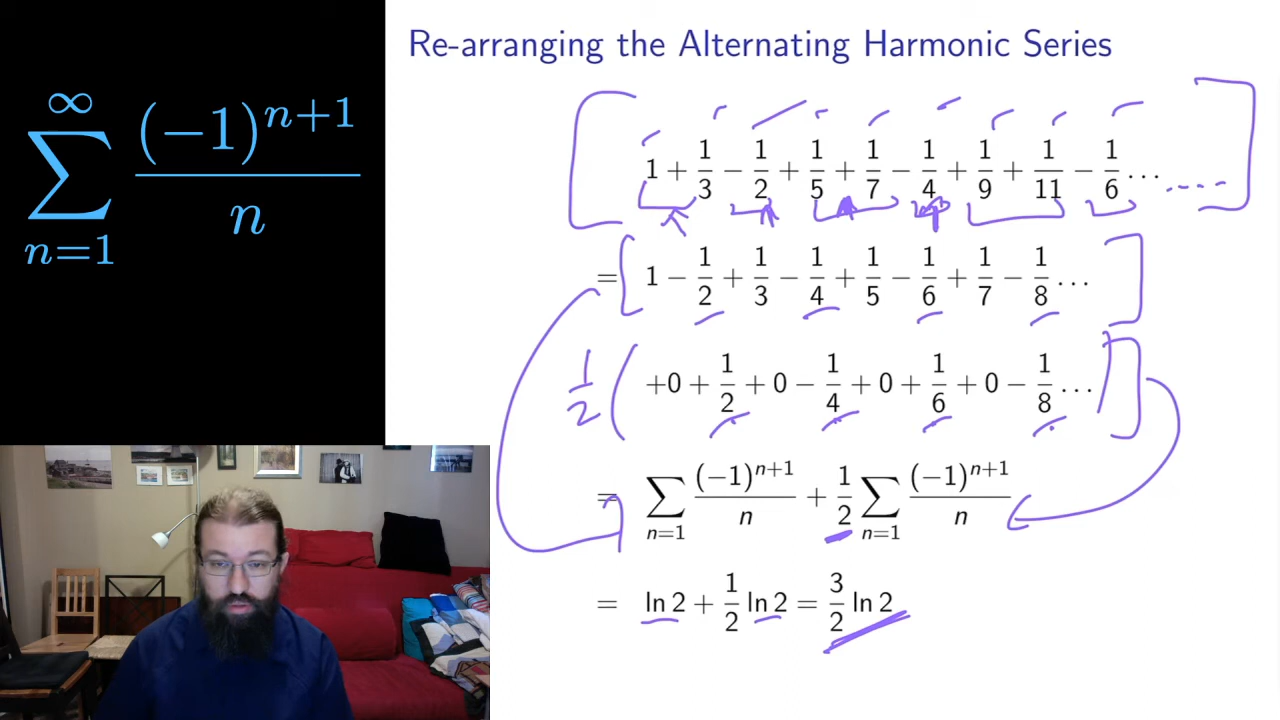 Re-arranging the Alternating Harmonic Series
∑_{n=1}^{∞} (−1)^{n+1}/n
1 + 1/3 − 1/2 + 1/5 + 1/7 − 1/4 + 1/9 + 1/11 − 1/6 ... ....
= [1 − 1/2 + 1/3 − 1/4 + 1/5 − 1/6 + 1/7 − 1/8 ...]
1/2 ( +0 + 1/2 + 0 − 1/4 + 0 + 1/6 + 0 − 1/8 ... )]
= ∑_{n=1} (−1)^{n+1}/n + 1/2 ∑_{n=1} (−1)^{n+1}/n
= ln 2 + 1/2 ln 2 = 3/2 ln 2